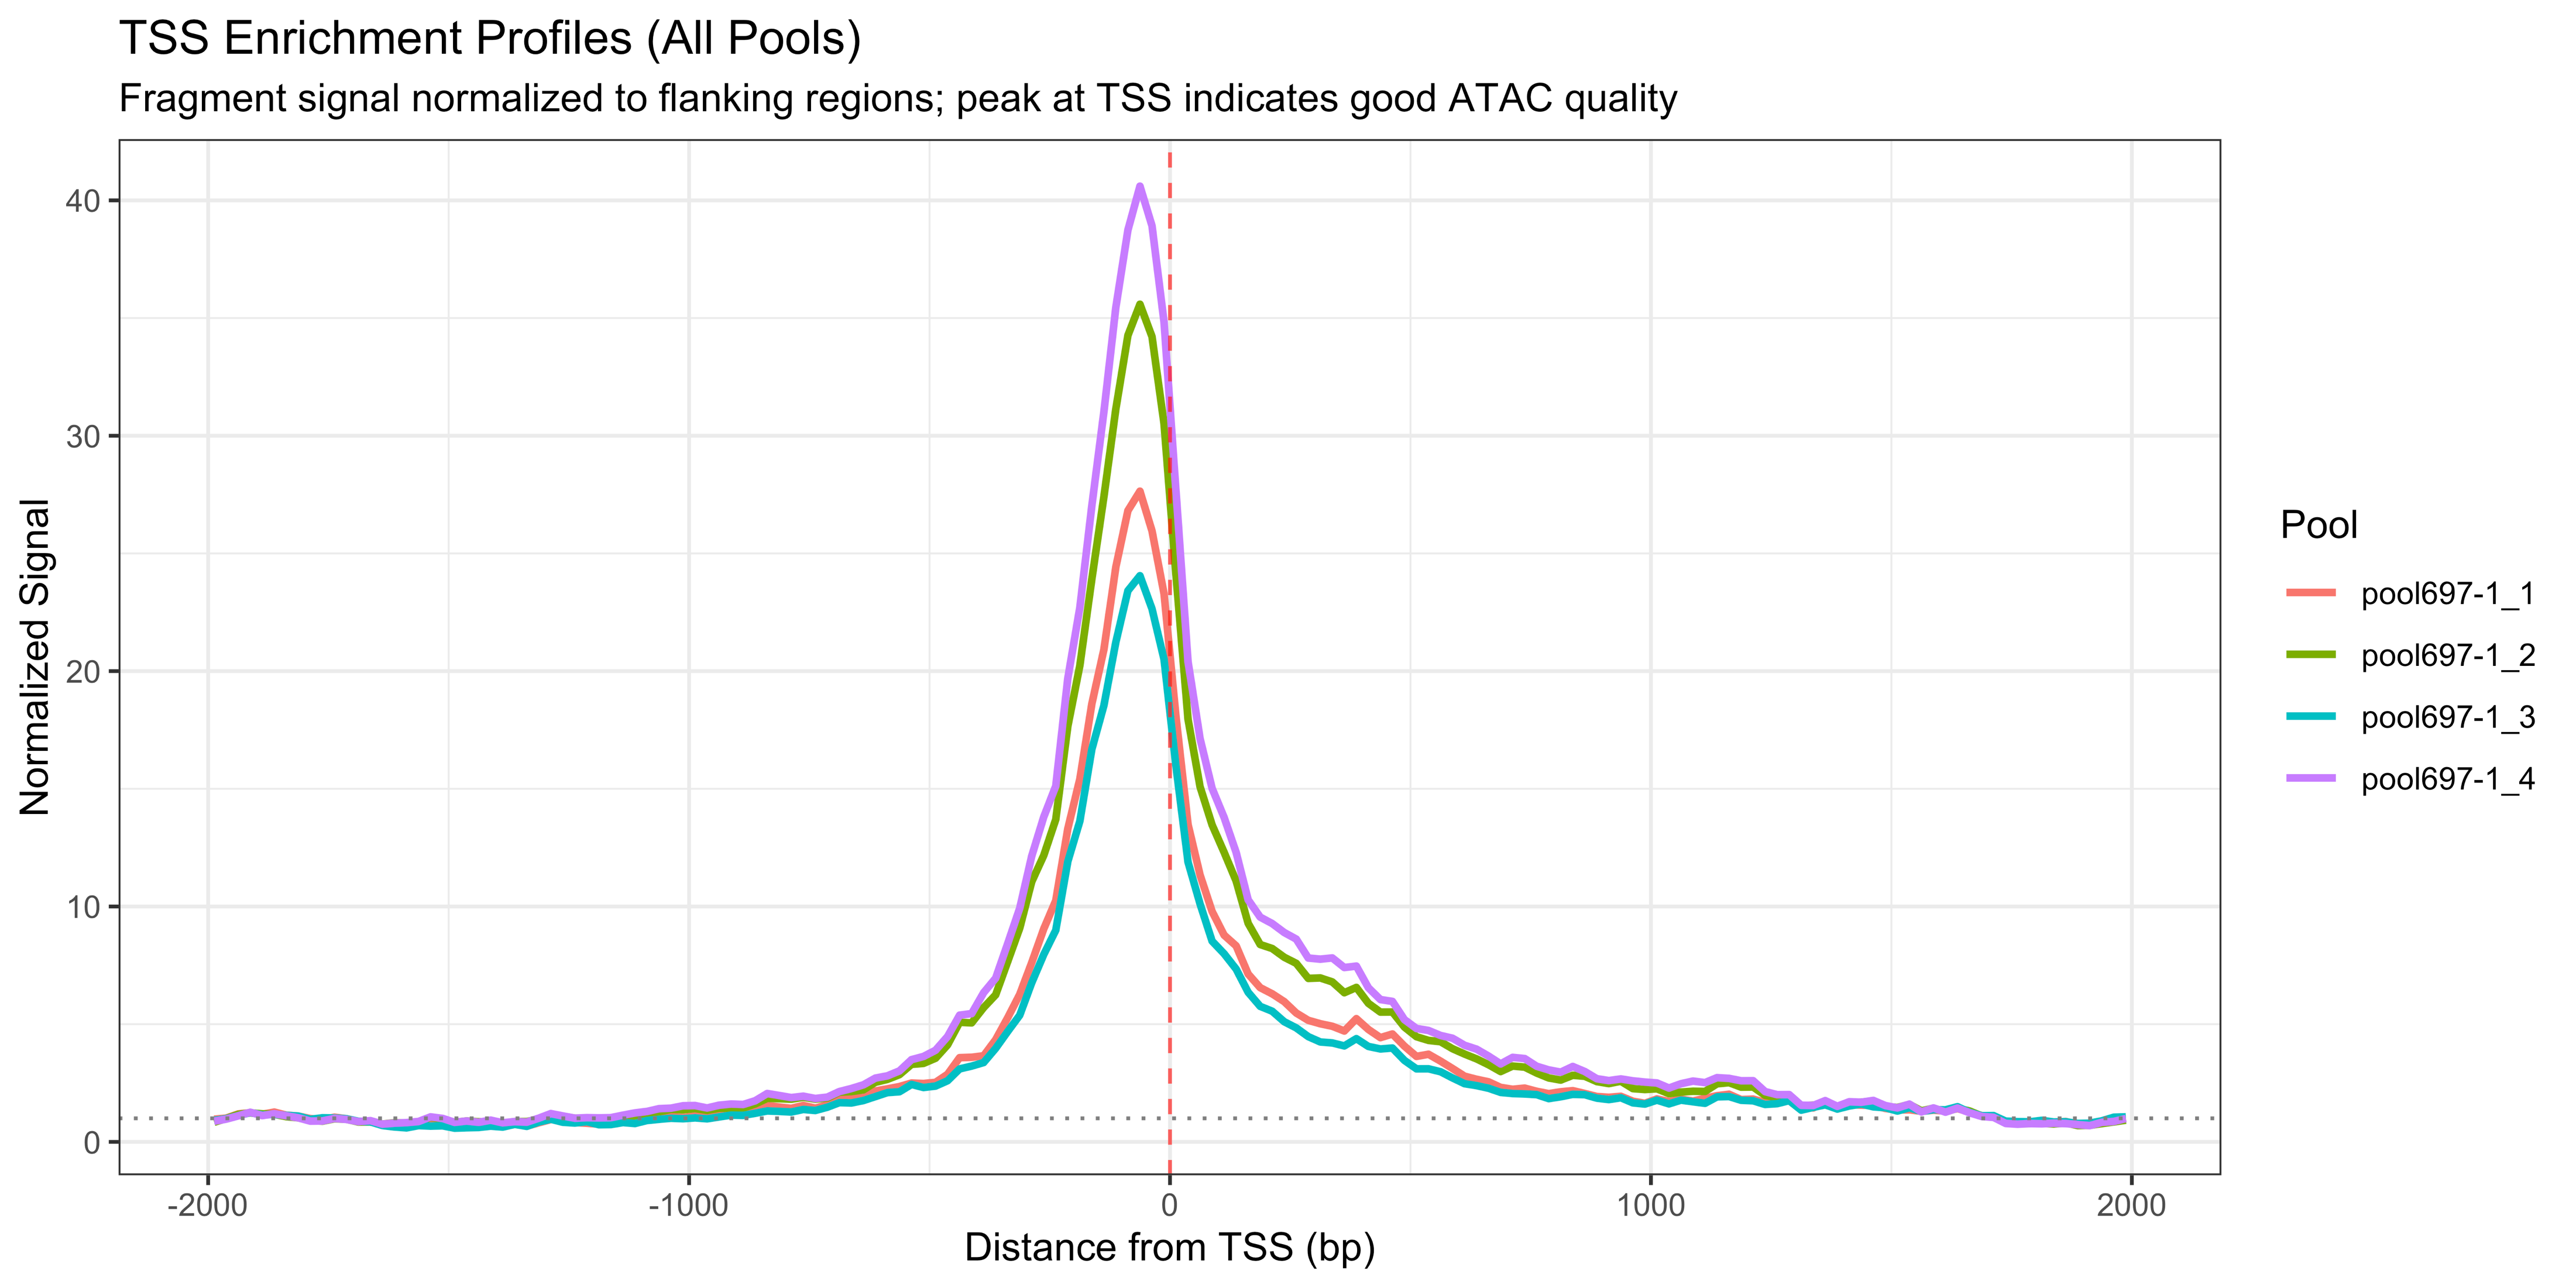 TSS Enrichment Profiles (All Pools)
Fragment signal normalized to flanking regions; peak at TSS indicates good ATAC quality
Normalized Signal
40
30
20
10
0
-2000
-1000
0
1000
2000
Distance from TSS (bp)
Pool
pool697-1_1
pool697-1_2
pool697-1_3
pool697-1_4